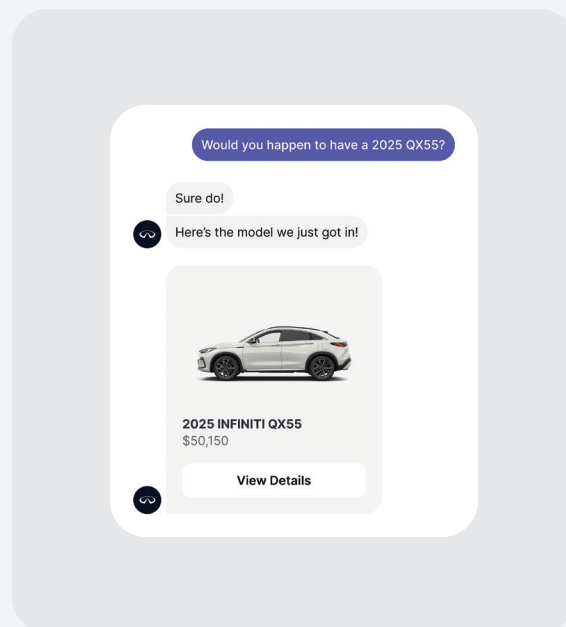 Would you happen to have a 2025 QX55?
Sure do!
Here's the model we just got in!
2025 INFINITI QX55
$50,150
View Details